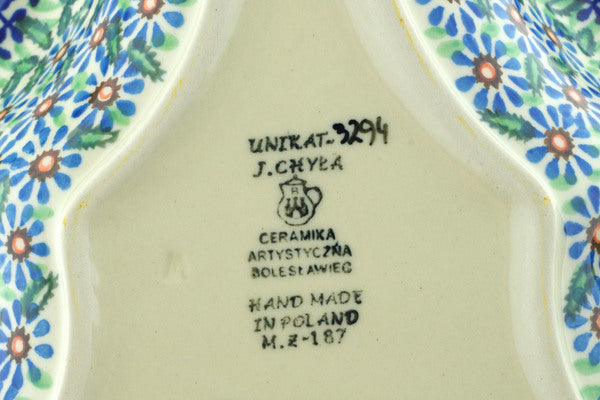 UNIKAT-3294
J. CHYŁA
CERAMIKA
ARTYSTYCZNA
BOLESŁAWIEC
HAND MADE
IN POLAND
M.Z-187